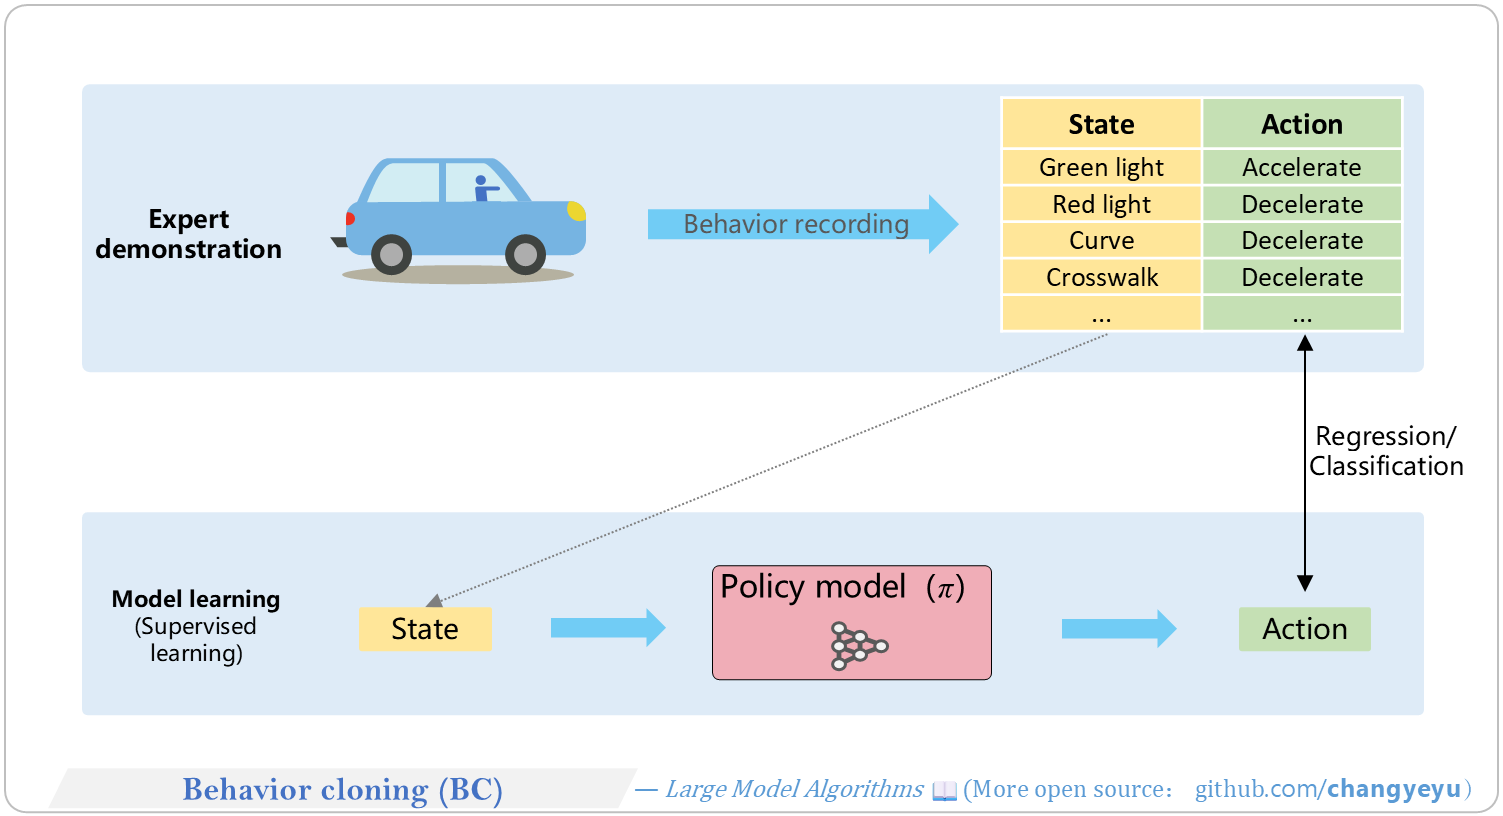 Expert
demonstration
Behavior recording
State Action
Green light Accelerate
Red light Decelerate
Curve Decelerate
Crosswalk Decelerate
... ...
Regression/
Classification
Model learning
(Supervised
learning)
State
Policy model (π)
Action
Behavior cloning (BC)
— Large Model Algorithms 📖 (More open source： github.com/changyeyu)